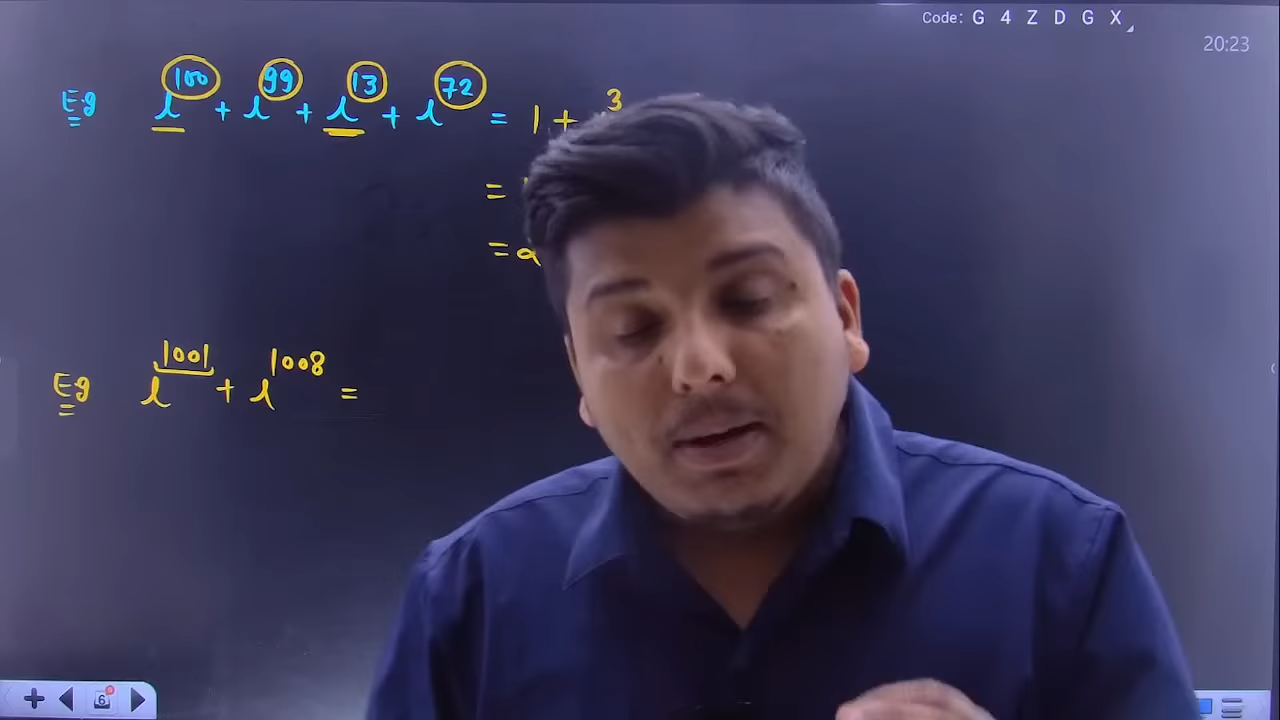 Code: G 4 Z D G X
20:23
Eg i^100 + i^99 + i^13 + i^72 = 1 + 3
=
=
Eg i^1001 + i^1008 =
6